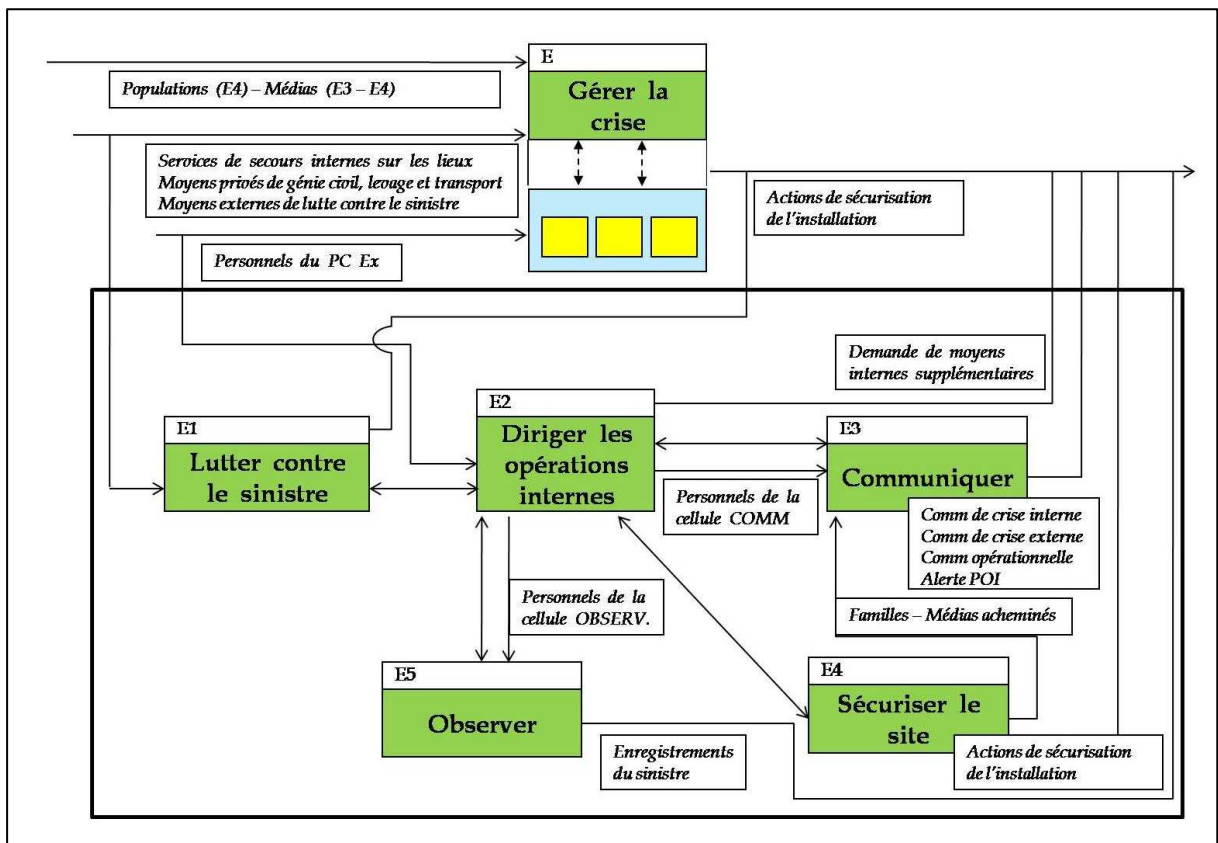 E
Gérer la
crise
Populations (E4) – Médias (E3 – E4)
Services de secours internes sur les lieux
Moyens privés de génie civil, levage et transport
Moyens externes de lutte contre le sinistre
Actions de sécurisation
de l'installation
Personnels du PC Ex
Demande de moyens
internes supplémentaires
E1
Lutter contre
le sinistre
E2
Diriger les
opérations
internes
E3
Communiquer
Personnels de la
cellule COMM
Comm de crise interne
Comm de crise externe
Comm opérationnelle
Alerte POI
Personnels de la
cellule OBSERV.
Familles – Médias acheminés
E5
Observer
E4
Sécuriser le
site
Enregistrements
du sinistre
Actions de sécurisation
de l'installation